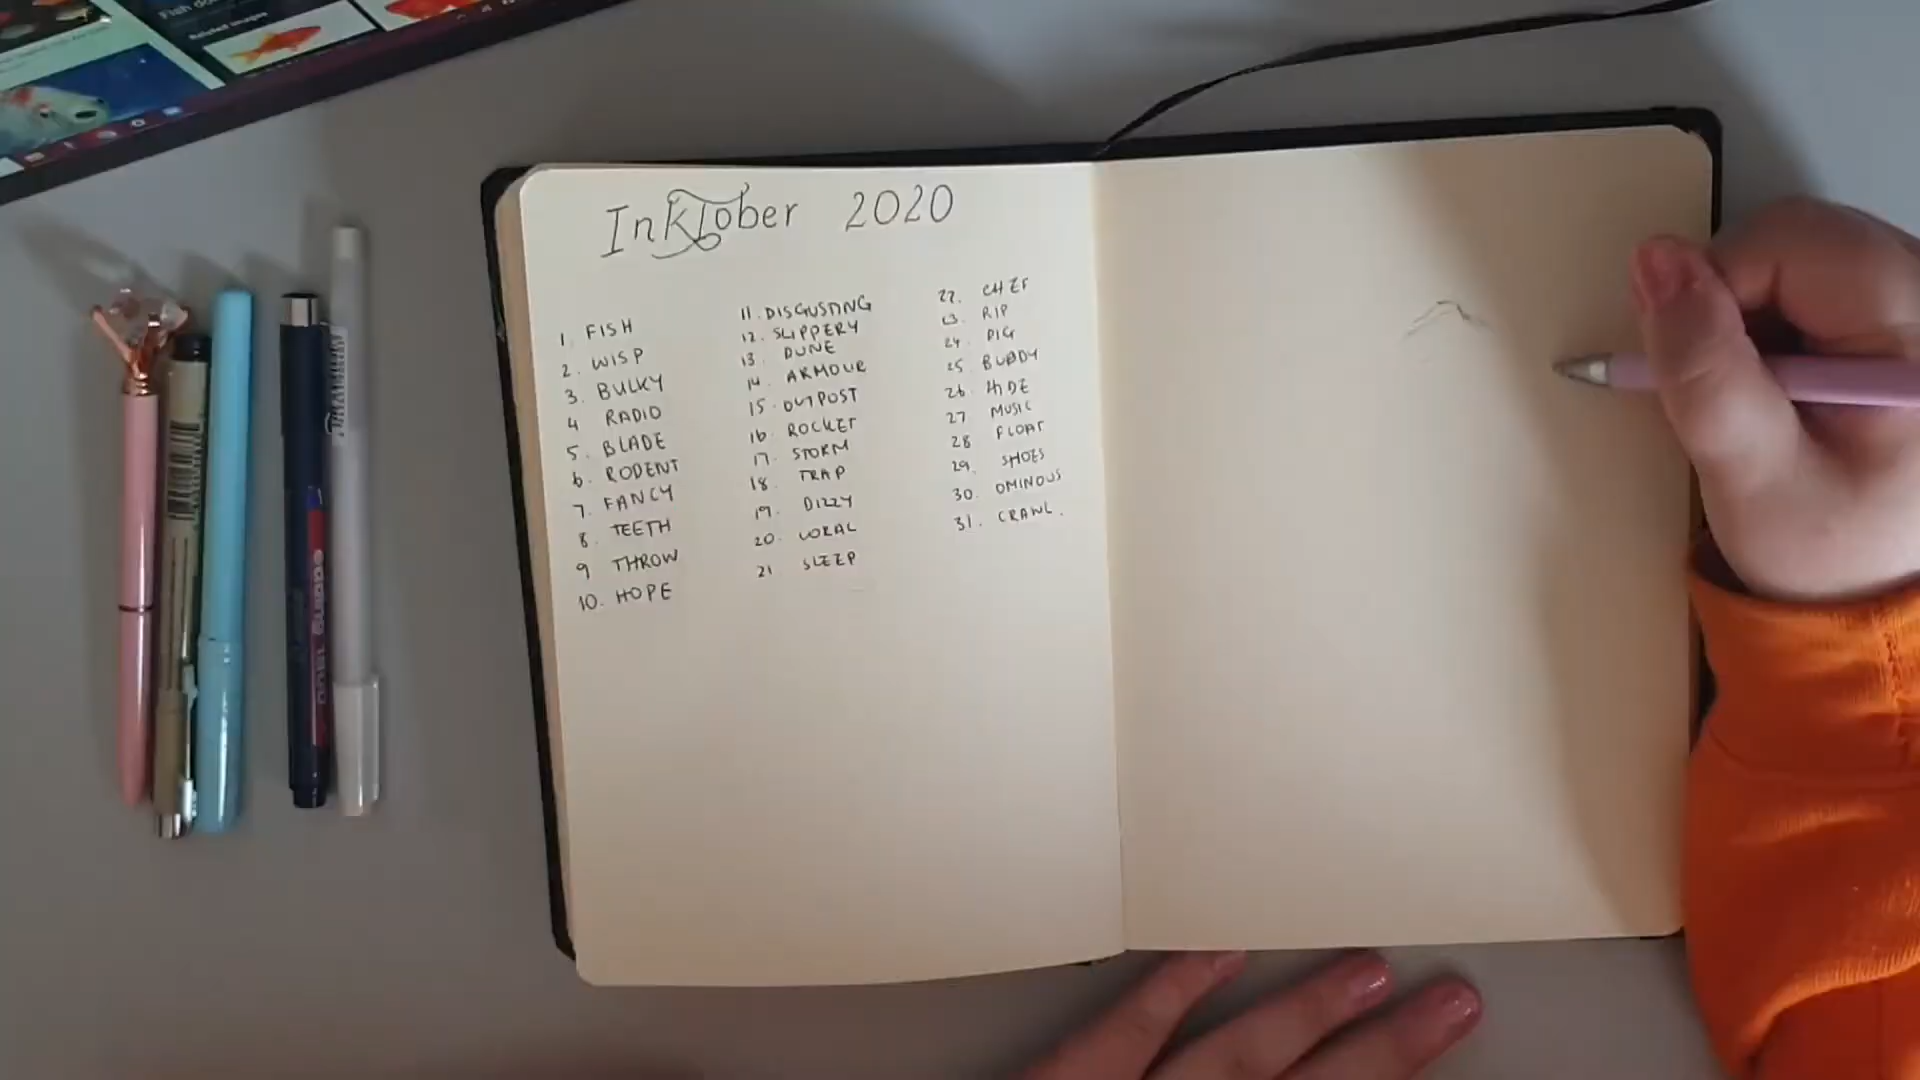 Related images
InkTober 2020
1. FISH
2. WISP
3. BULKY
4 RADIO
5. BLADE
6. RODENT
7. FANCY
8. TEETH
9 THROW
10. HOPE
11. DISGUSTING
12. SLIPPERY
13. DUNE
14. ARMOUR
15. OUTPOST
16. ROCKET
17. STORM
18. TRAP
19. DIZZY
20. CORAL
21 SLEEP
22. CHEF
23. RIP
24. DIG
25. BUDDY
26. HIDE
27 MUSIC
28 FLOAT
29. SHOES
30. OMINOUS
31. CRAWL.